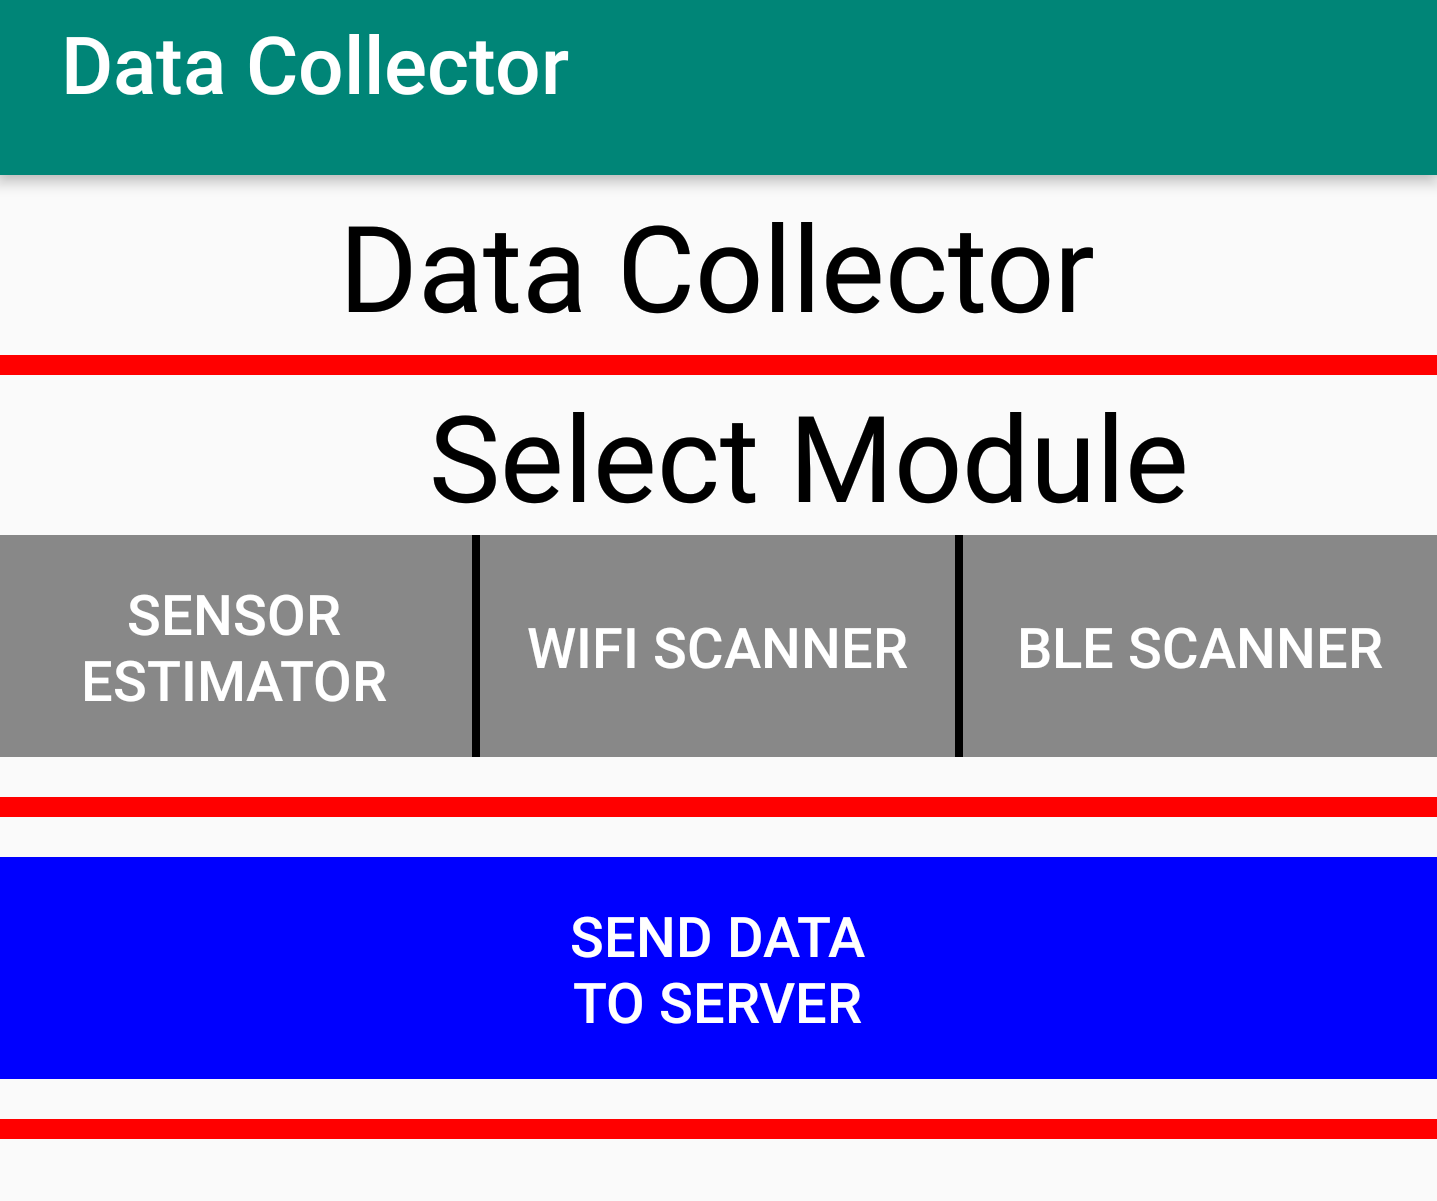 Data Collector
Data Collector
Select Module
SENSOR
ESTIMATOR
WIFI SCANNER
BLE SCANNER
SEND DATA
TO SERVER